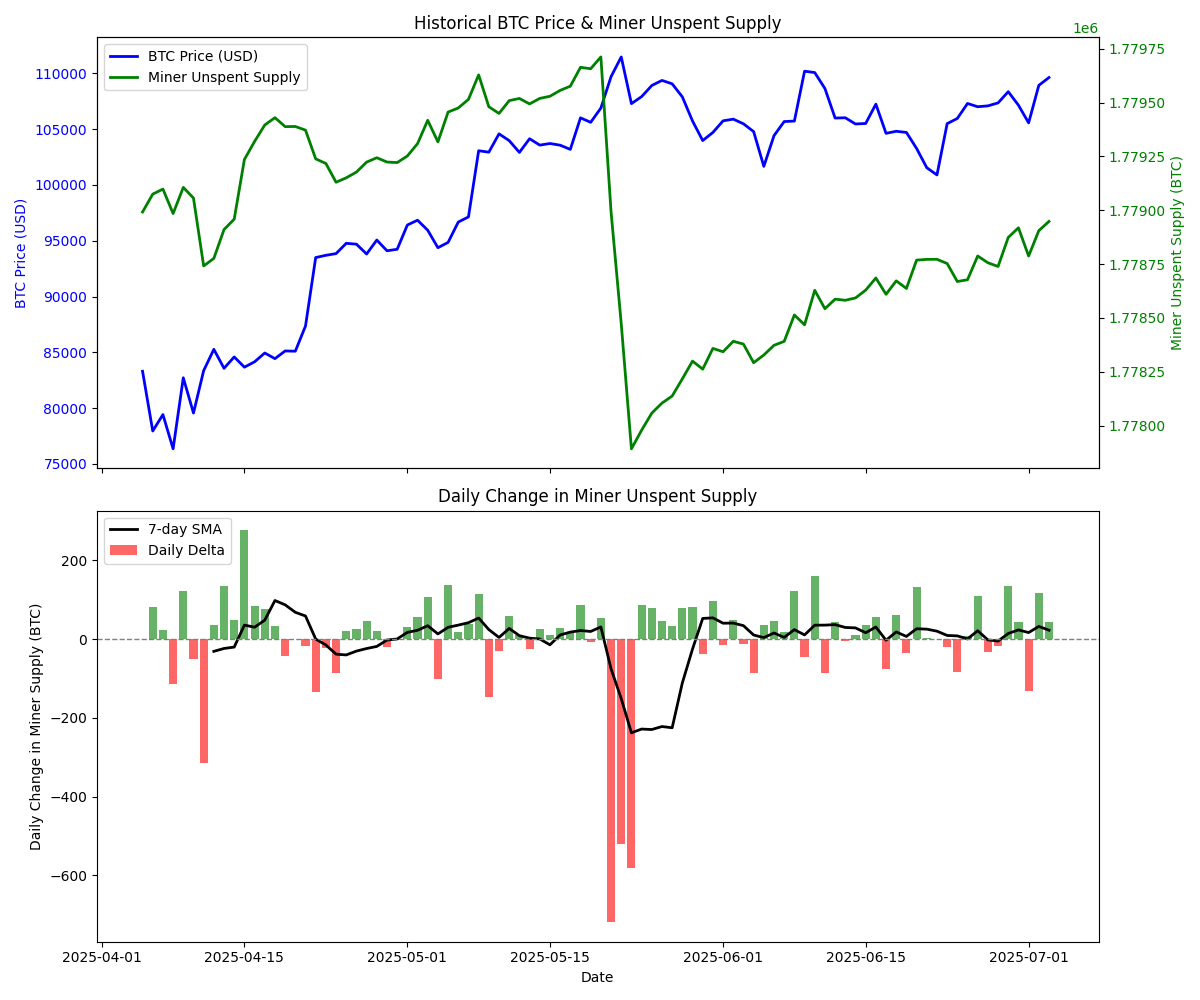 Historical BTC Price & Miner Unspent Supply
1e6
BTC Price (USD)
Miner Unspent Supply
110000
105000
100000
95000
90000
85000
80000
75000
BTC Price (USD)
1.77975
1.77950
1.77925
1.77900
1.77875
1.77850
1.77825
1.77800
Miner Unspent Supply (BTC)
Daily Change in Miner Unspent Supply
7-day SMA
Daily Delta
200
0
−200
−400
−600
Daily Change in Miner Supply (BTC)
2025-04-01
2025-04-15
2025-05-01
2025-05-15
2025-06-01
2025-06-15
2025-07-01
Date